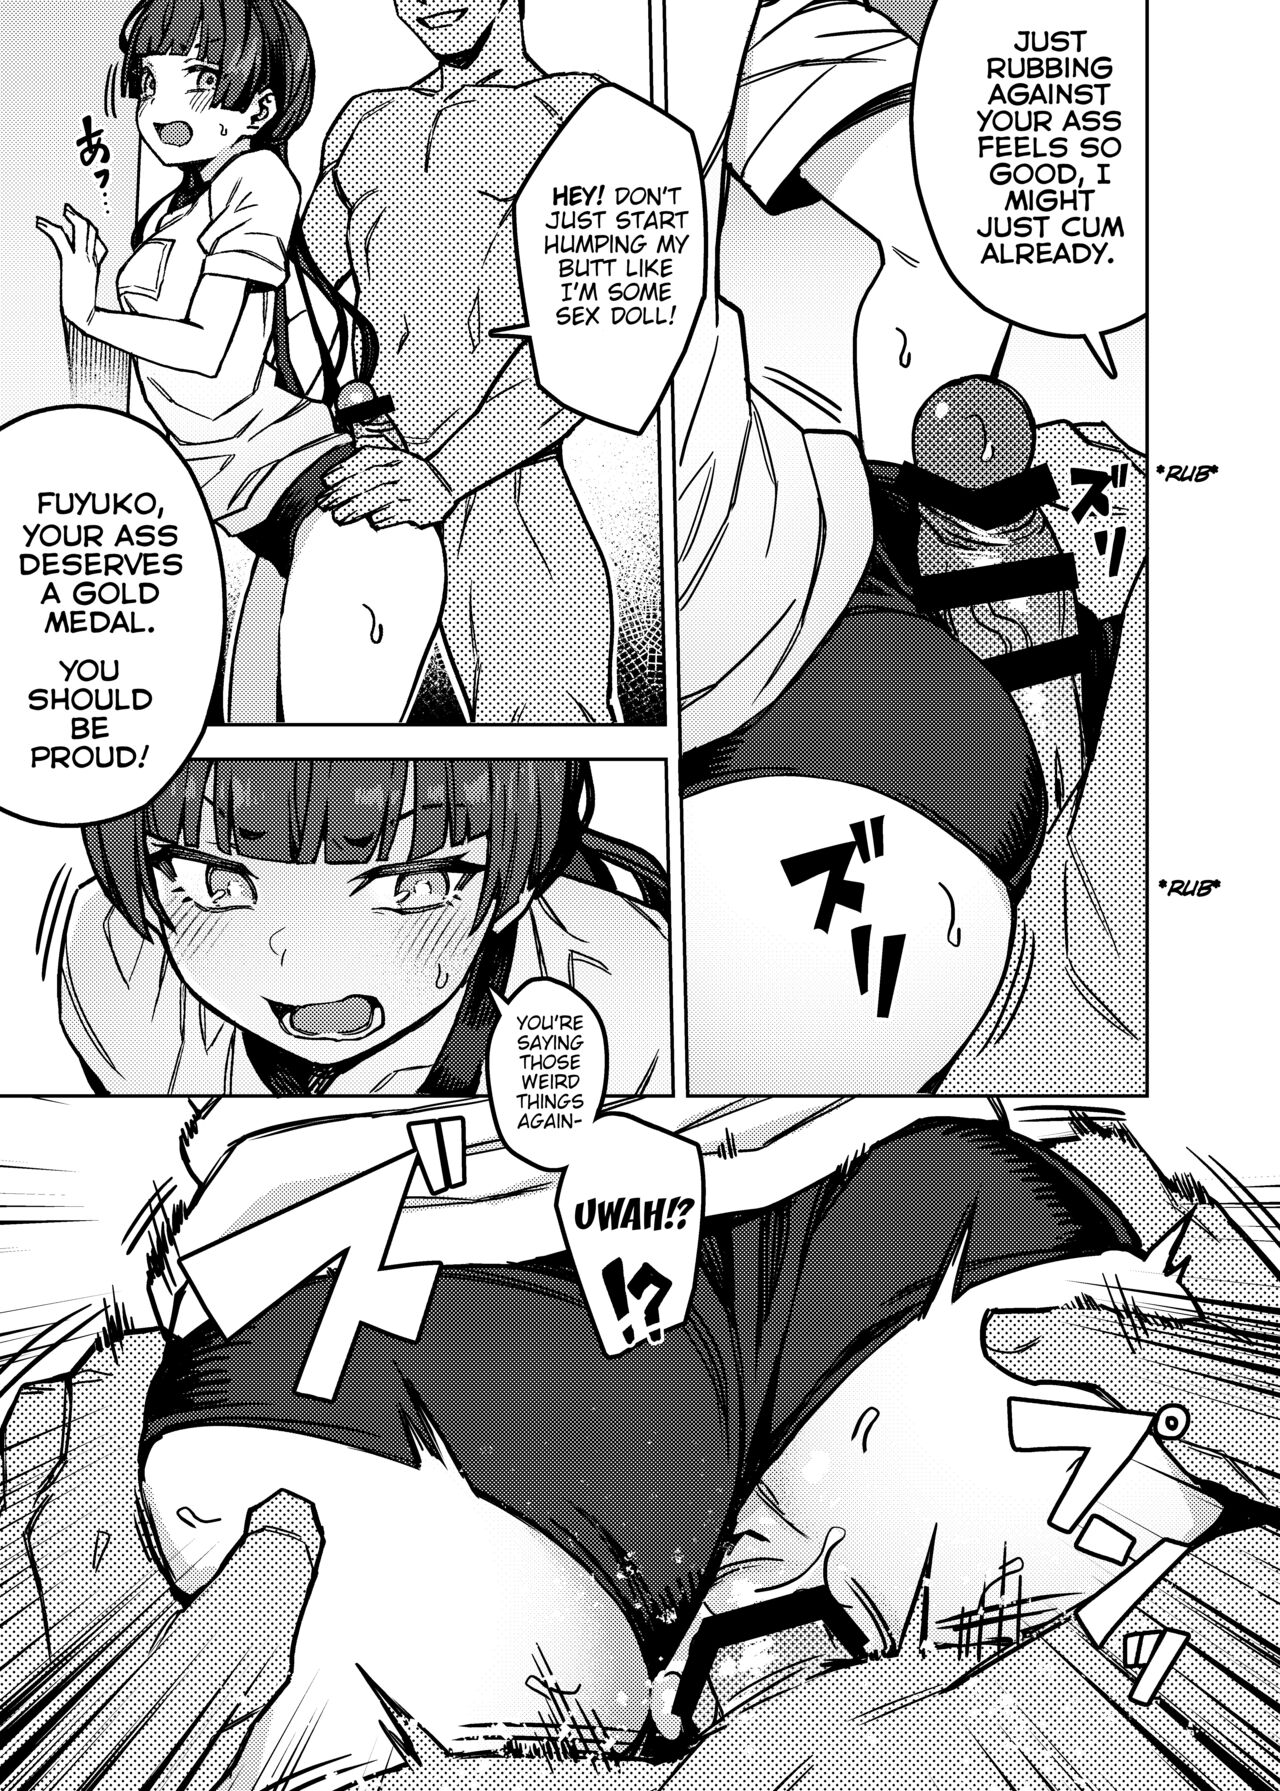 JUST
RUBBING
AGAINST
YOUR ASS
FEELS SO
GOOD, I
MIGHT
JUST CUM
ALREADY.
*RUB*
ズリ
*RUB*
ズッ
HEY! DON'T
JUST START
HUMPING MY
BUTT LIKE
I'M SOME
SEX DOLL!
あっ…
FUYUKO,
YOUR ASS
DESERVES
A GOLD
MEDAL.
YOU
SHOULD
BE
PROUD!
YOU'RE
SAYING
THOSE
WEIRD
THINGS
AGAIN-
UWAH!?
!?